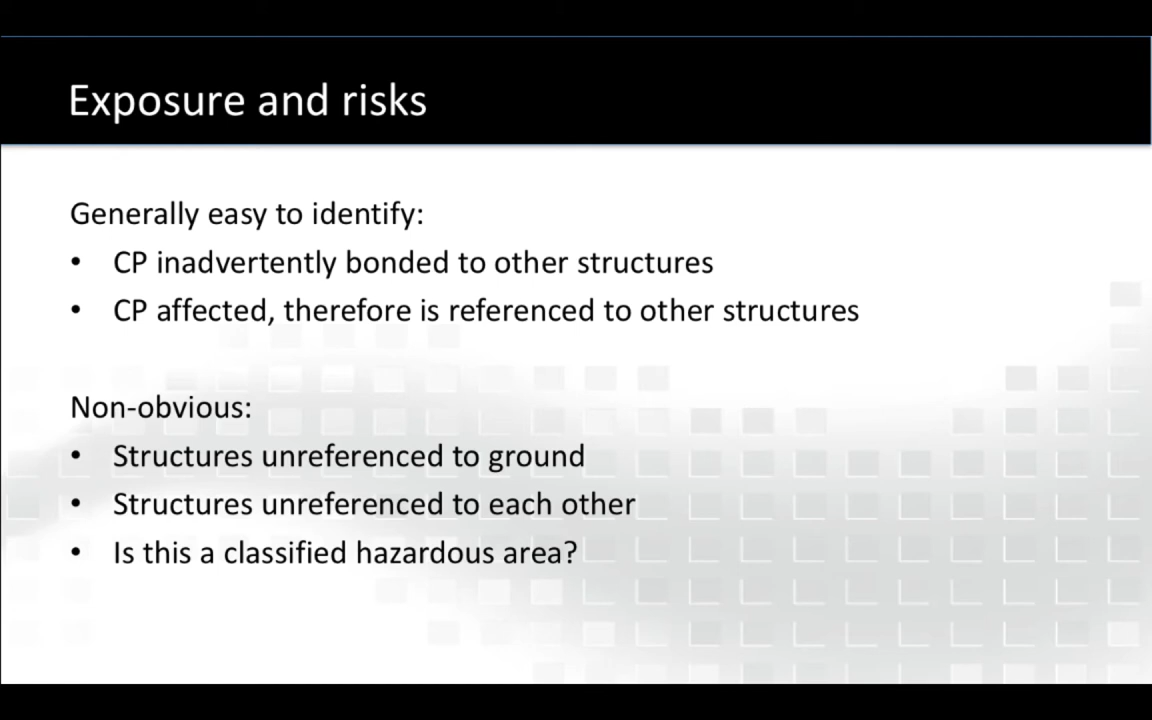 Exposure and risks
Generally easy to identify:
• CP inadvertently bonded to other structures
• CP affected, therefore is referenced to other structures
Non-obvious:
• Structures unreferenced to ground
• Structures unreferenced to each other
• Is this a classified hazardous area?